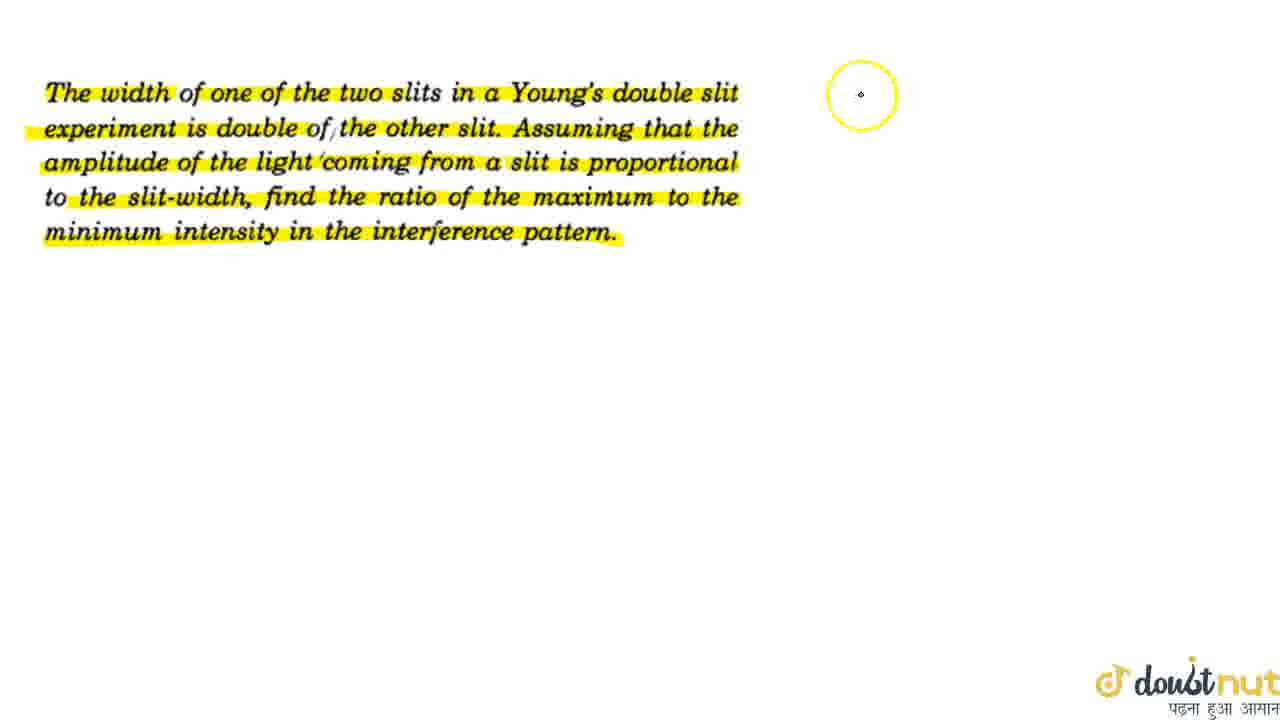 The width of one of the two slits in a Young's double slit
experiment is double of the other slit. Assuming that the
amplitude of the light coming from a slit is proportional
to the slit-width, find the ratio of the maximum to the
minimum intensity in the interference pattern.
doubtnut
पढ़ना हुआ आसान